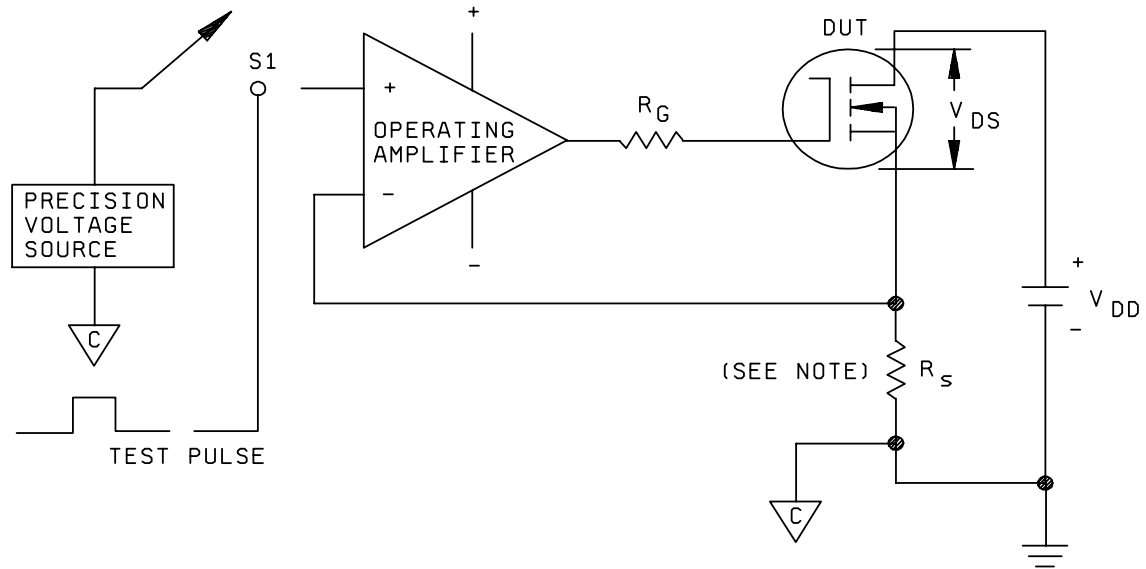 +
DUT
S1
+
R G
V DS
OPERATING
AMPLIFIER
PRECISION
VOLTAGE
SOURCE
-
-
+
V DD
-
C
(SEE NOTE) R s
TEST PULSE
C